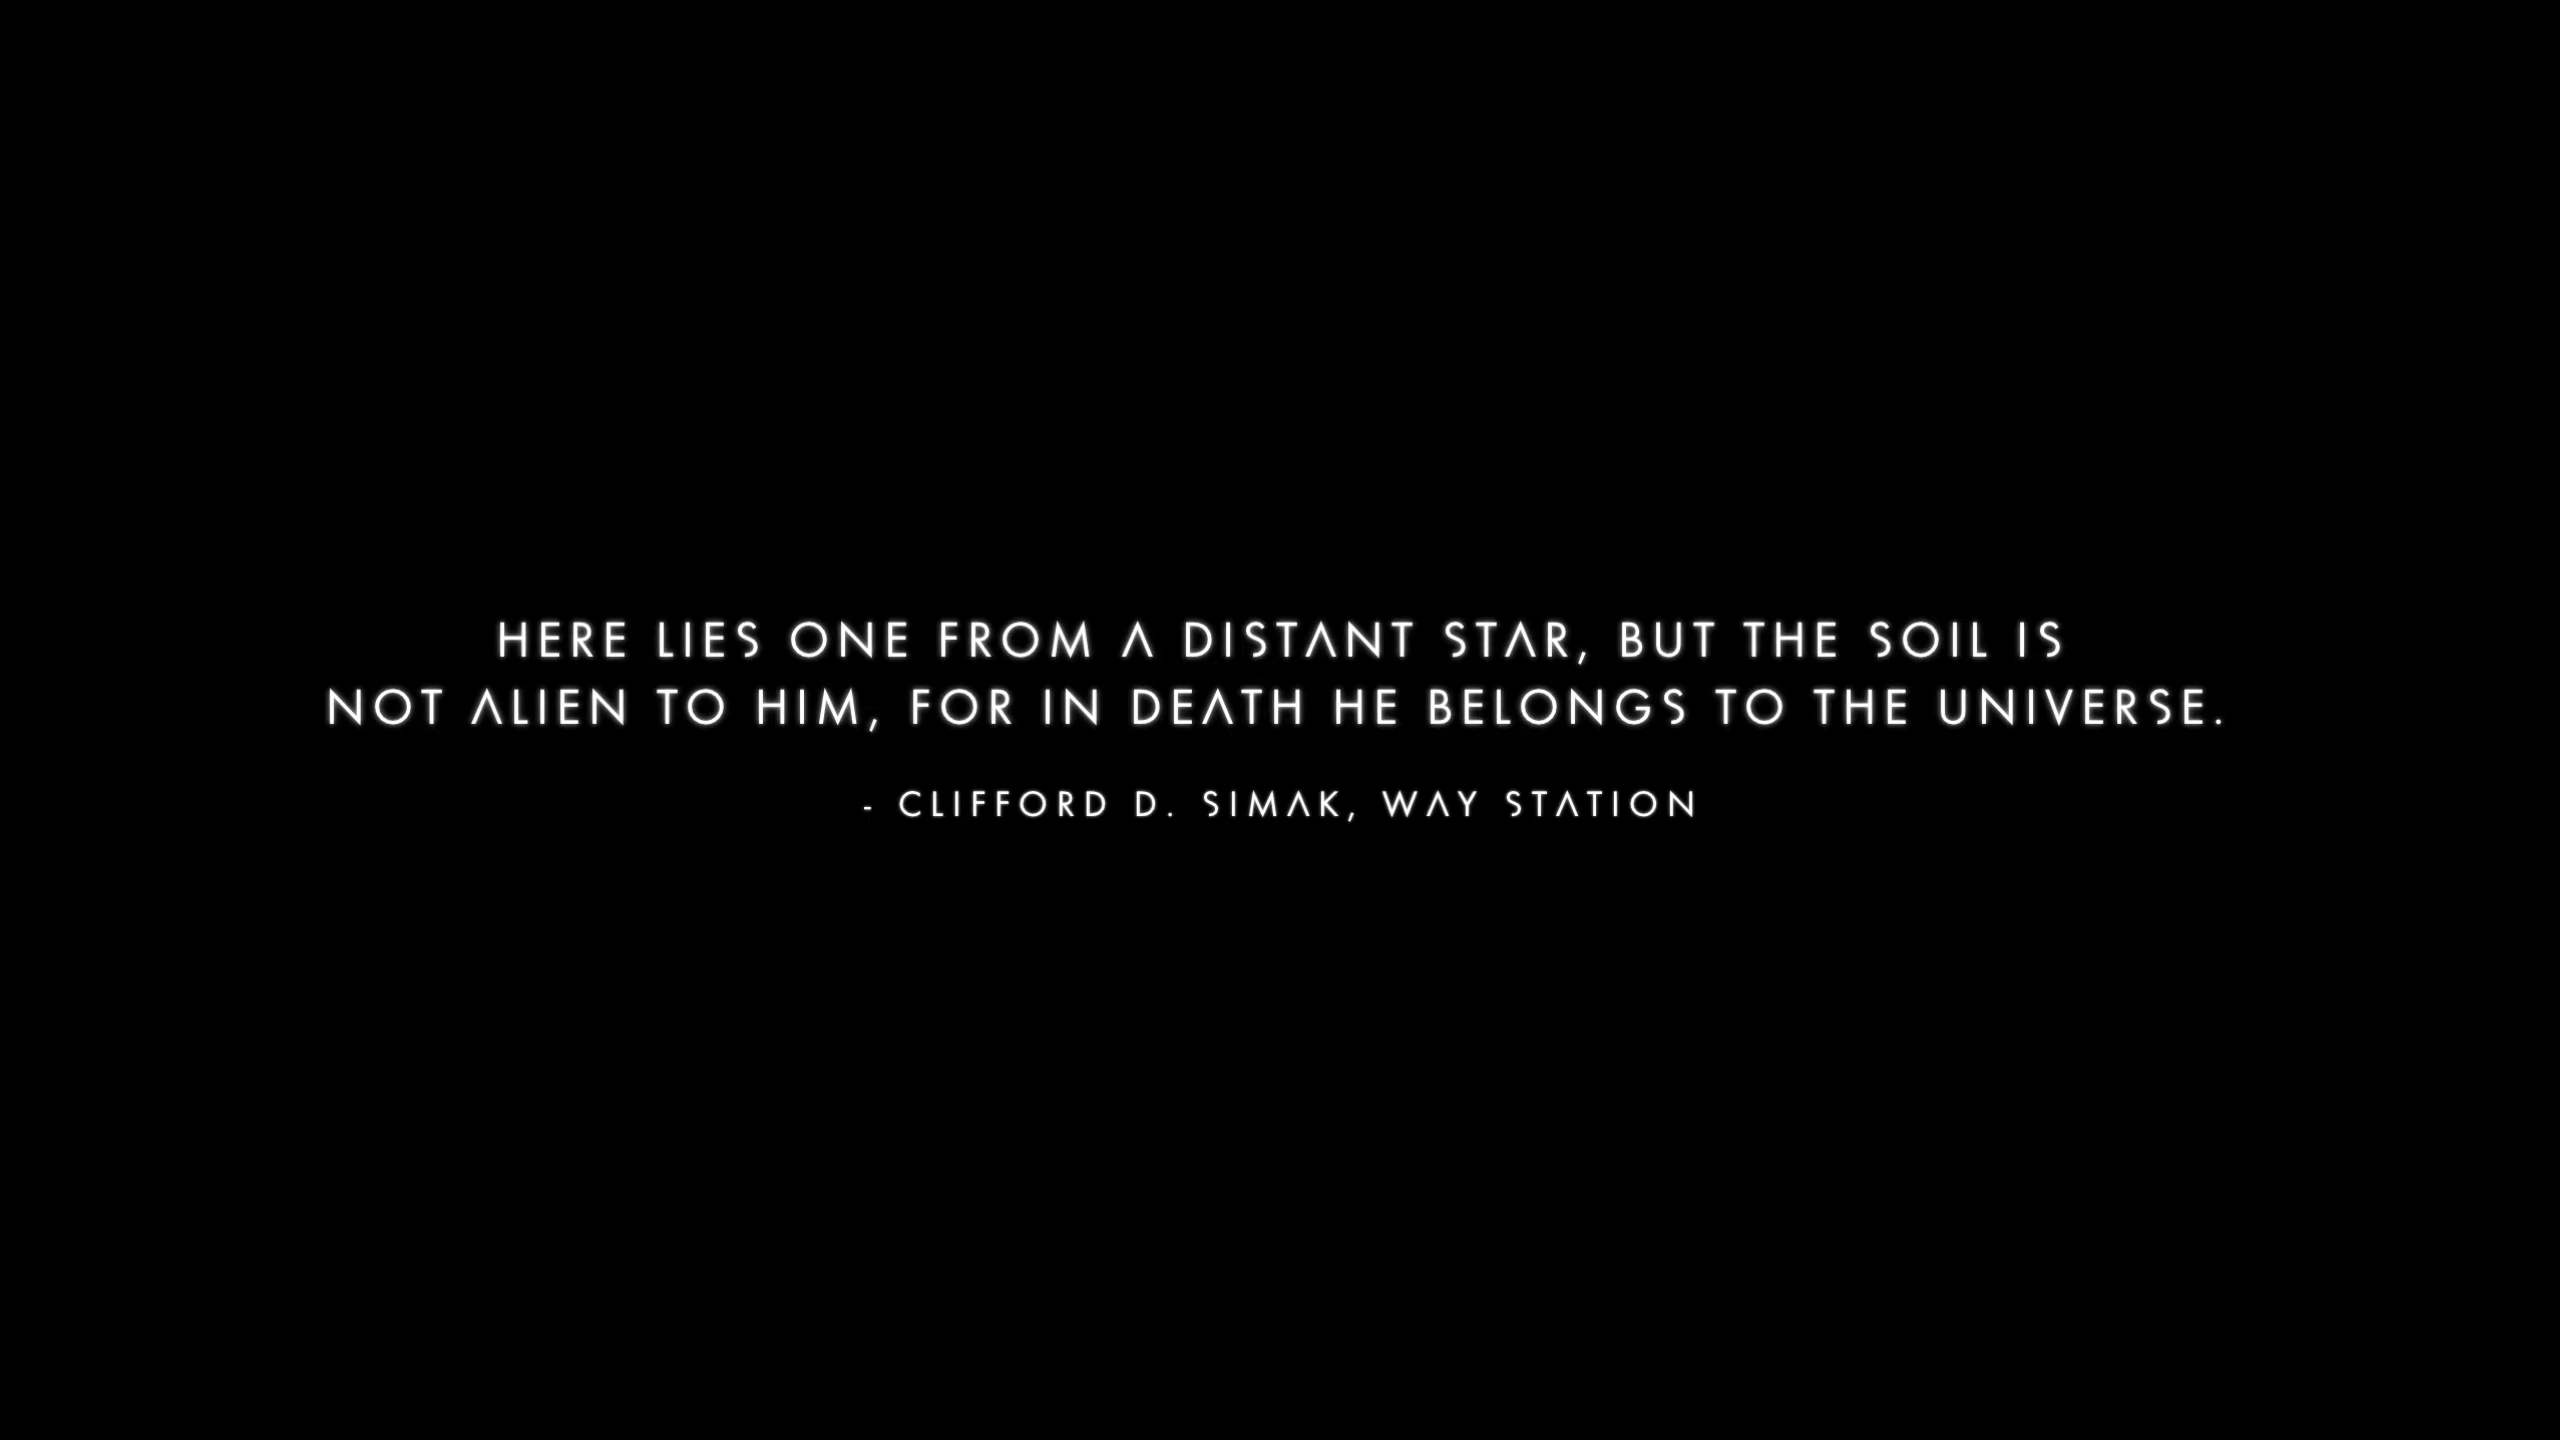 HERE LIES ONE FROM A DISTANT STAR, BUT THE SOIL IS
NOT ALIEN TO HIM, FOR IN DEATH HE BELONGS TO THE UNIVERSE.
- CLIFFORD D. SIMAK, WAY STATION